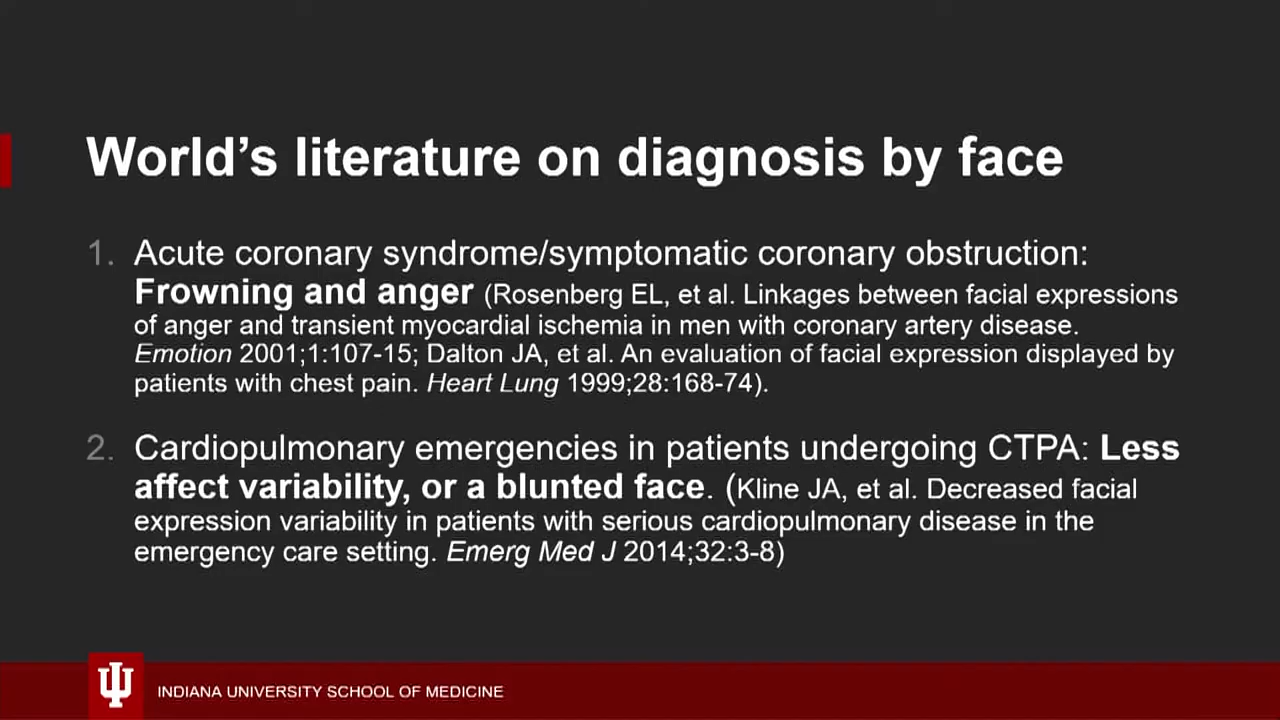 World’s literature on diagnosis by face
1. Acute coronary syndrome/symptomatic coronary obstruction:
Frowning and anger (Rosenberg EL, et al. Linkages between facial expressions
of anger and transient myocardial ischemia in men with coronary artery disease.
Emotion 2001;1:107-15; Dalton JA, et al. An evaluation of facial expression displayed by
patients with chest pain. Heart Lung 1999;28:168-74).
2. Cardiopulmonary emergencies in patients undergoing CTPA: Less
affect variability, or a blunted face. (Kline JA, et al. Decreased facial
expression variability in patients with serious cardiopulmonary disease in the
emergency care setting. Emerg Med J 2014;32:3-8)
INDIANA UNIVERSITY SCHOOL OF MEDICINE